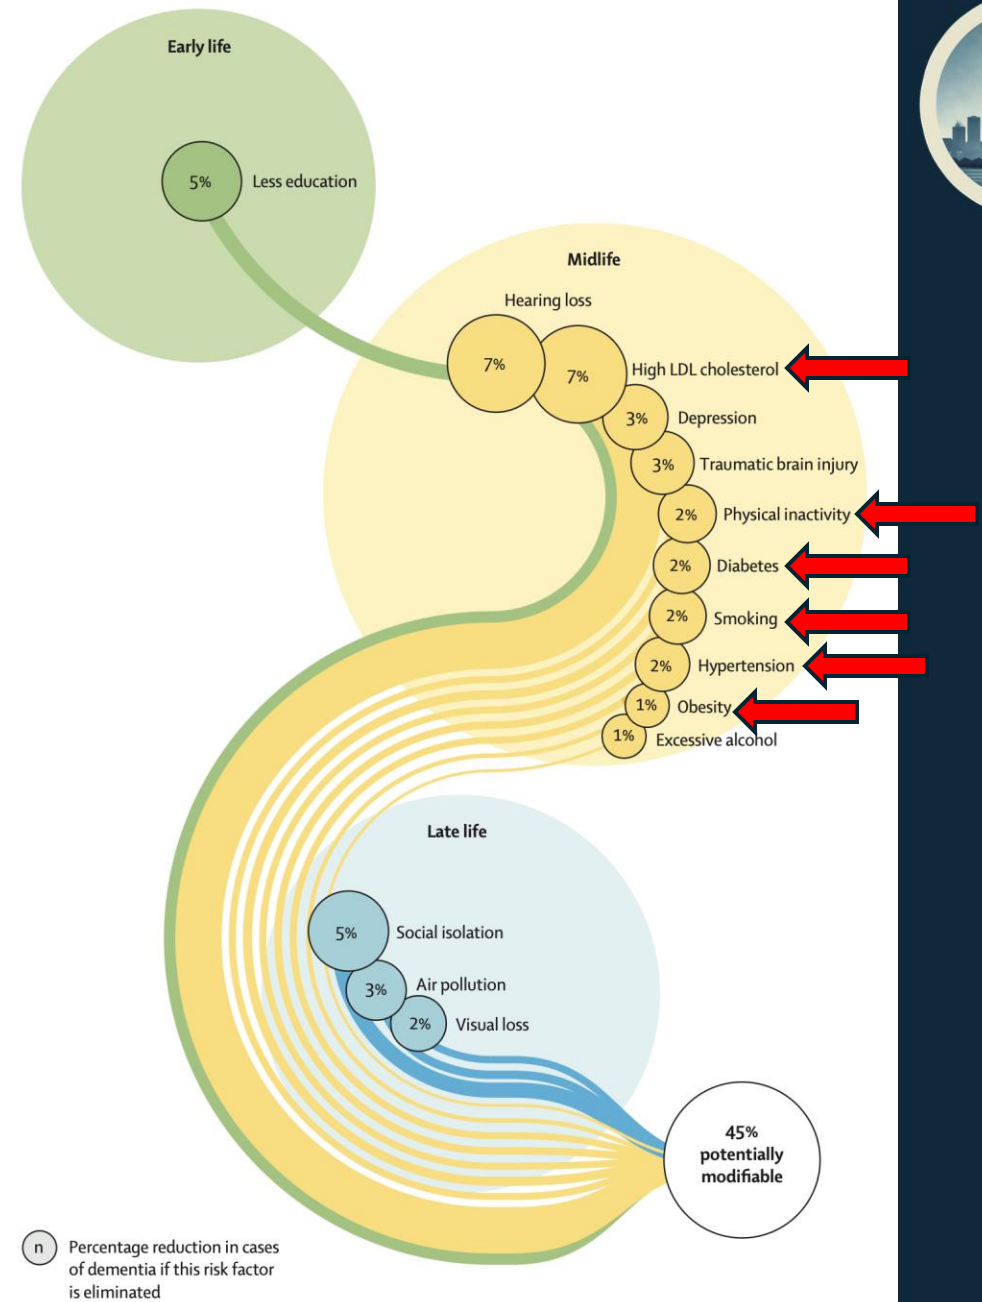 Early life
5%
Less education
Midlife
Hearing loss
7%
7%
High LDL cholesterol
3%
Depression
3%
Traumatic brain injury
2%
Physical inactivity
2%
Diabetes
2%
Smoking
2%
Hypertension
1%
Obesity
1%
Excessive alcohol
Late life
5%
Social isolation
3%
Air pollution
2%
Visual loss
45%
potentially
modifiable
n
Percentage reduction in cases
of dementia if this risk factor
is eliminated